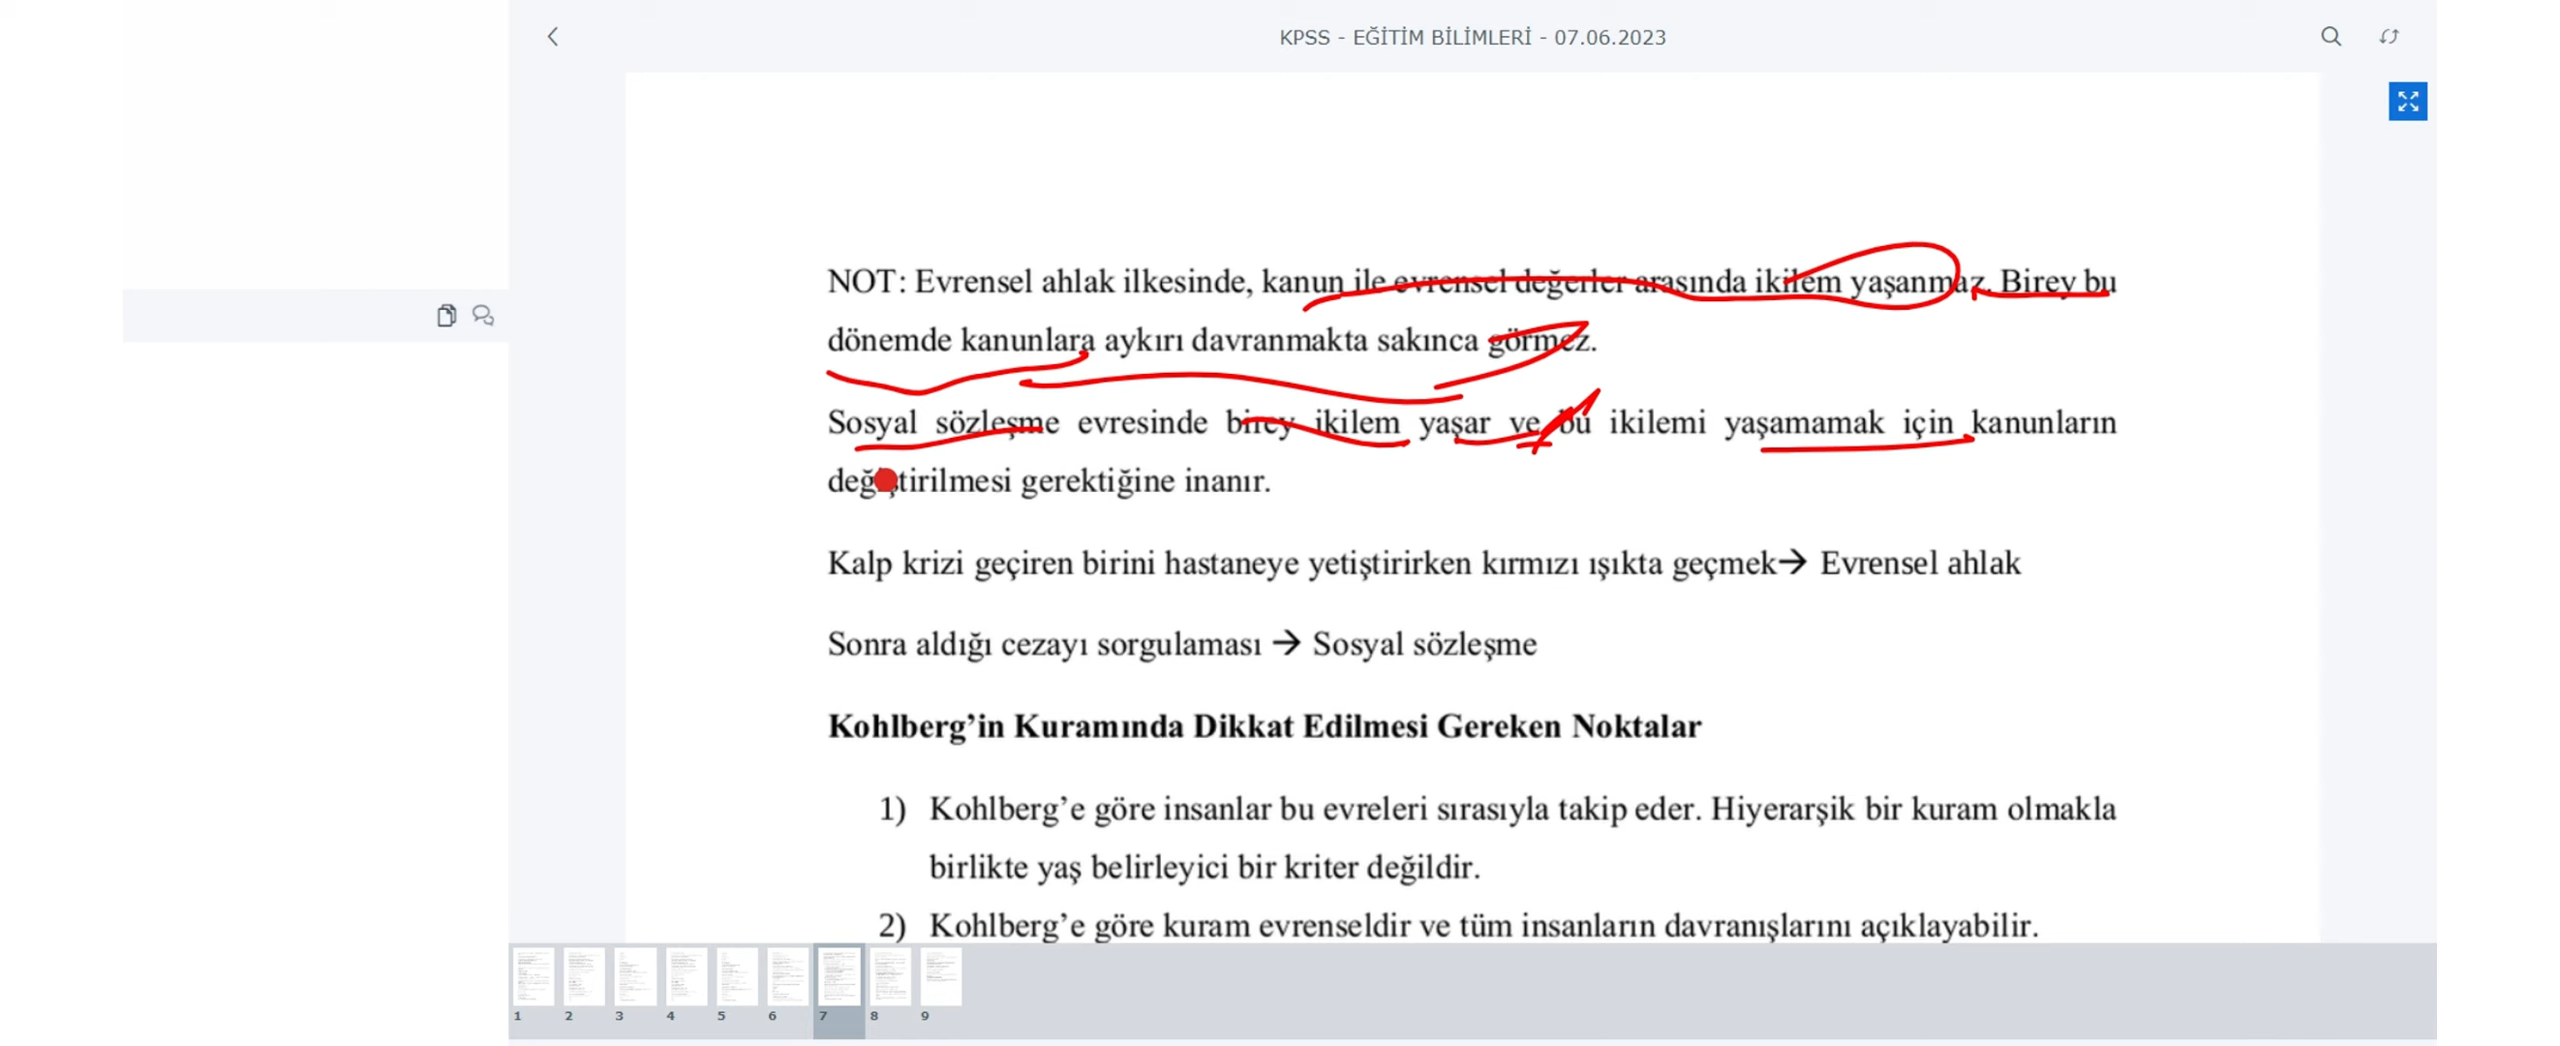 KPSS - EĞİTİM BİLİMLERİ - 07.06.2023
NOT: Evrensel ahlak ilkesinde, kanun ile evrensel değerler arasında ikilem yaşanmaz. Birey bu
dönemde kanunlara aykırı davranmakta sakınca görmez.
Sosyal sözleşme evresinde birey ikilem yaşar ve bu ikilemi yaşamamak için kanunların
değiştirilmesi gerektiğine inanır.
Kalp krizi geçiren birini hastaneye yetiştirirken kırmızı ışıkta geçmek→ Evrensel ahlak
Sonra aldığı cezayı sorgulaması → Sosyal sözleşme
Kohlberg’in Kuramında Dikkat Edilmesi Gereken Noktalar
1) Kohlberg’e göre insanlar bu evreleri sırasıyla takip eder. Hiyerarşik bir kuram olmakla
birlikte yaş belirleyici bir kriter değildir.
2) Kohlberg’e göre kuram evrenseldir ve tüm insanların davranışlarını açıklayabilir.
1 2 3 4 5 6 7 8 9